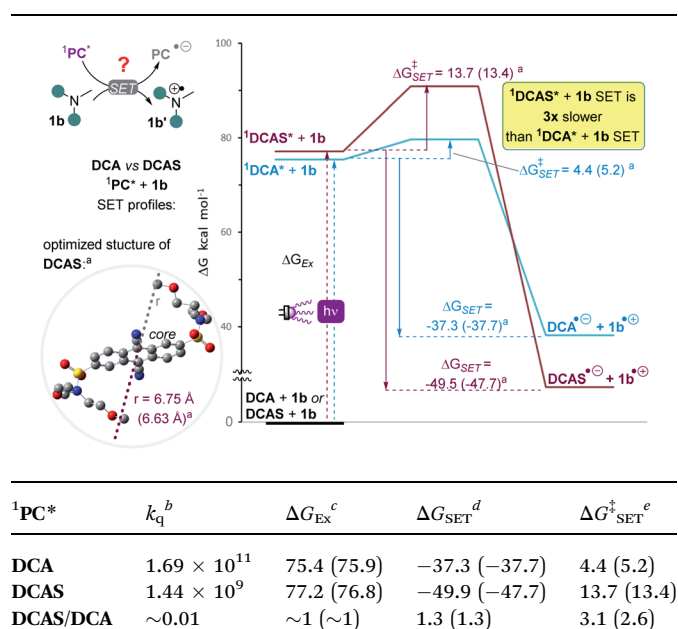 ¹PC*
?
PC•⊖
SET
1b
1b'
DCA vs DCAS
¹PC* + 1b
SET profiles:
optimized stucture of
DCAS:ᵃ
r
core
r = 6.75 Å
(6.63 Å)ᵃ
ΔG kcal mol⁻¹
100
80
60
40
0
ΔG‡SET = 13.7 (13.4) ᵃ
¹DCAS* + 1b SET is
3x slower
than ¹DCA* + 1b SET
¹DCAS* + 1b
¹DCA* + 1b
ΔG‡SET = 4.4 (5.2) ᵃ
ΔGEx
hν
ΔGSET =
-37.3 (-37.7)ᵃ
DCA•⊖ + 1b•⊕
ΔGSET =
-49.5 (-47.7)ᵃ
DCAS•⊖ + 1b•⊕
DCA + 1b or
DCAS + 1b
¹PC* kqᵇ ΔGExᶜ ΔGSETᵈ ΔG‡SETᵉ
DCA 1.69 × 10¹¹ 75.4 (75.9) −37.3 (−37.7) 4.4 (5.2)
DCAS 1.44 × 10⁹ 77.2 (76.8) −49.9 (−47.7) 13.7 (13.4)
DCAS/DCA ∼0.01 ∼1 (∼1) 1.3 (1.3) 3.1 (2.6)